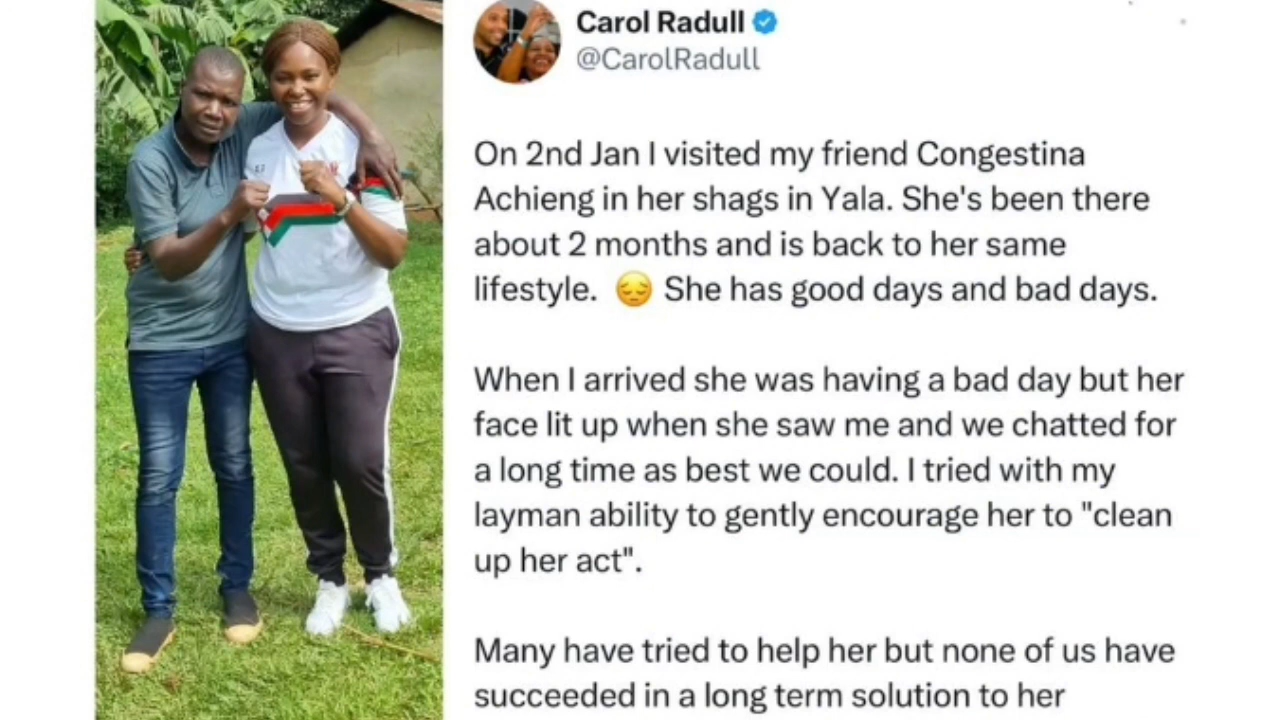 Carol Radull
@CarolRadull
On 2nd Jan I visited my friend Congestina
Achieng in her shags in Yala. She's been there
about 2 months and is back to her same
lifestyle. 😔 She has good days and bad days.
When I arrived she was having a bad day but her
face lit up when she saw me and we chatted for
a long time as best we could. I tried with my
layman ability to gently encourage her to "clean
up her act".
Many have tried to help her but none of us have
succeeded in a long term solution to her